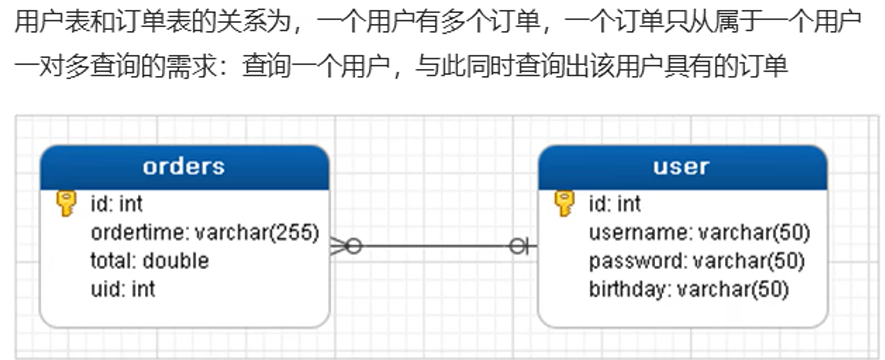 用户表和订单表的关系为，一个用户有多个订单，一个订单只从属于一个用户
一对多查询的需求：查询一个用户，与此同时查询出该用户具有的订单
orders
id: int
ordertime: varchar(255)
total: double
uid: int
user
id: int
username: varchar(50)
password: varchar(50)
birthday: varchar(50)